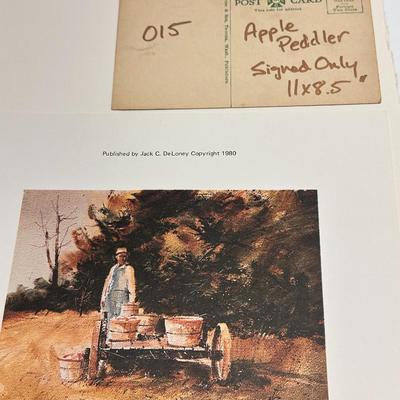 POST CARD
015
Apple
Peddler
Signed Only
11x8.5"
Published by Jack C. DeLoney Copyright 1980